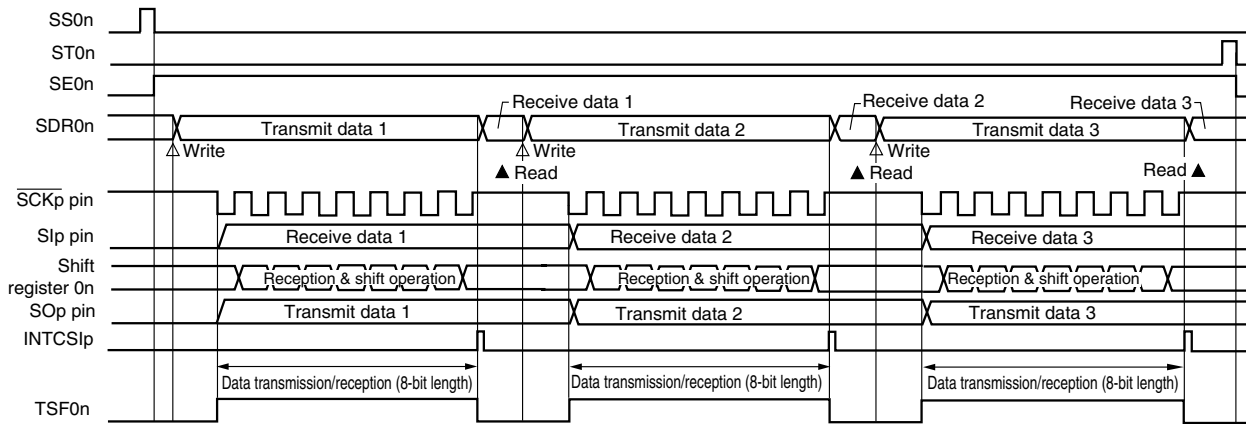 SS0n
ST0n
SE0n
Receive data 1
Receive data 2
Receive data 3
SDR0n
Transmit data 1
Transmit data 2
Transmit data 3
Write
Write
Write
Read
Read
Read
SCKp pin
SIp pin
Receive data 1
Receive data 2
Receive data 3
Shift
register 0n
Reception & shift operation
Reception & shift operation
Reception & shift operation
SOp pin
Transmit data 1
Transmit data 2
Transmit data 3
INTCSIp
Data transmission/reception (8-bit length)
Data transmission/reception (8-bit length)
Data transmission/reception (8-bit length)
TSF0n